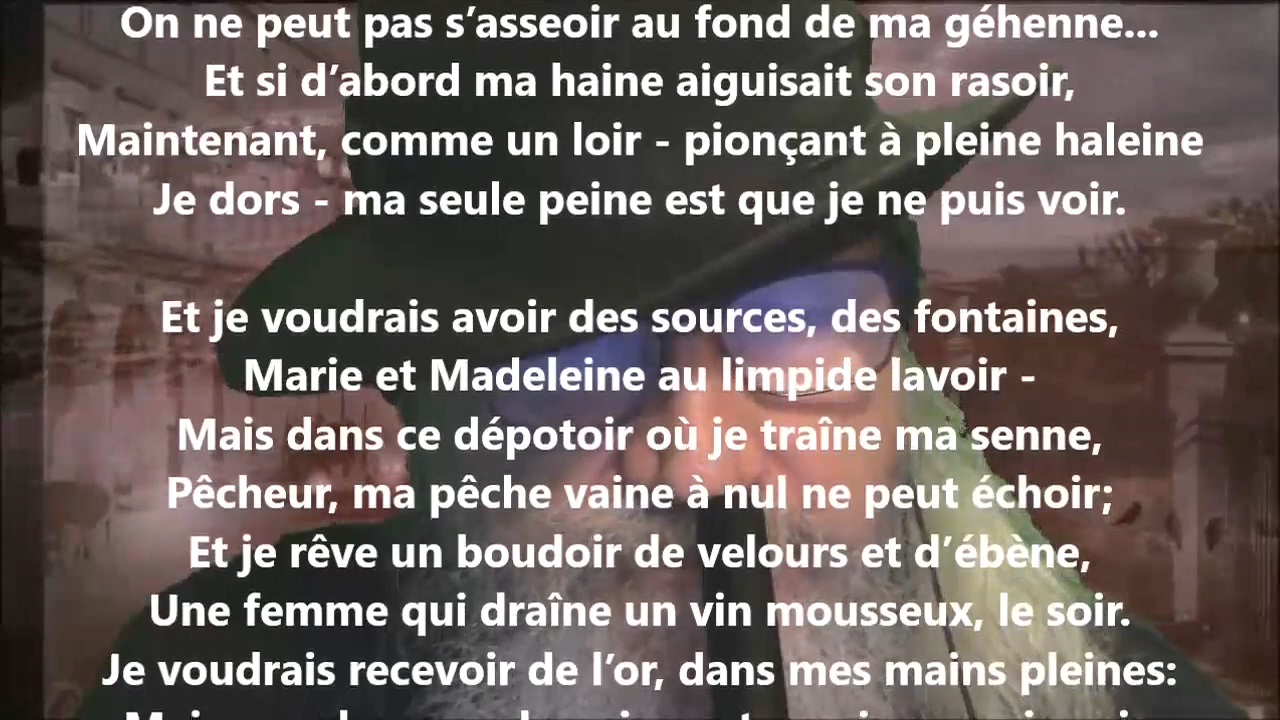 On ne peut pas s’asseoir au fond de ma géhenne...
Et si d’abord ma haine aiguisait son rasoir,
Maintenant, comme un loir - pionçant à pleine haleine
Je dors - ma seule peine est que je ne puis voir.
Et je voudrais avoir des sources, des fontaines,
Marie et Madeleine au limpide lavoir -
Mais dans ce dépotoir où je traîne ma senne,
Pêcheur, ma pêche vaine à nul ne peut échoir;
Et je rêve un boudoir de velours et d’ébène,
Une femme qui draîne un vin mousseux, le soir.
Je voudrais recevoir de l’or, dans mes mains pleines: